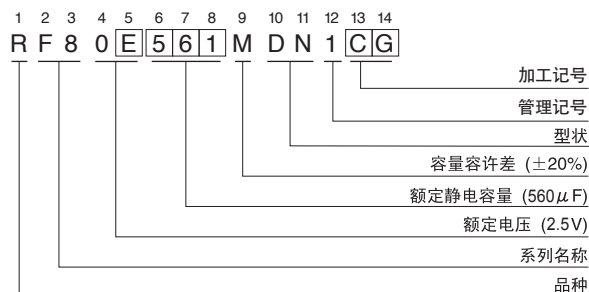 1 2 3 4 5 6 7 8 9 10 11 12 13 14
R F 8 0 E 5 6 1 M D N 1 C G
加工记号
管理记号
型状
容量容许差 (±20%)
额定静电容量 (560μF)
额定电压 (2.5V)
系列名称
品种